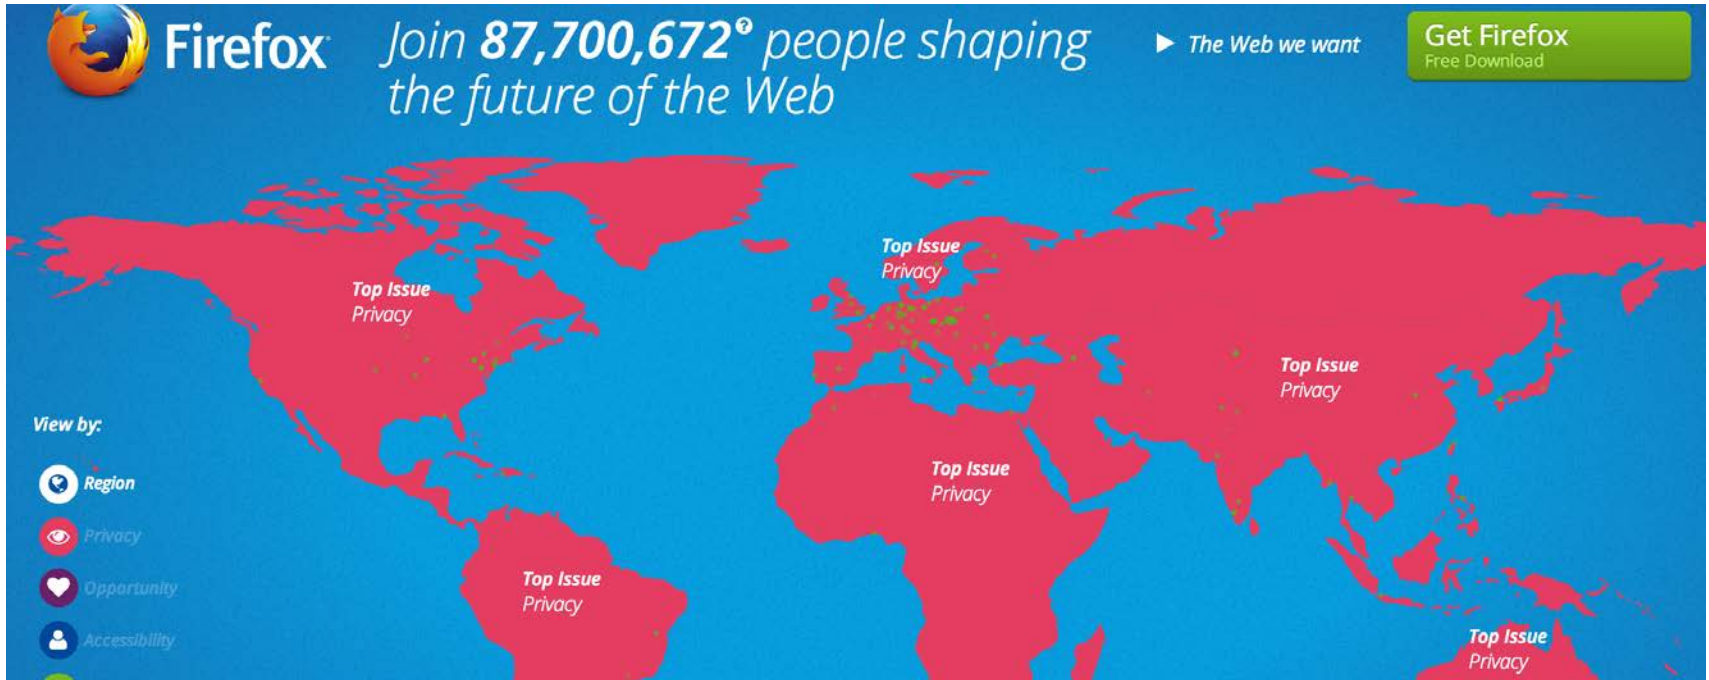 Firefox
Join 87,700,672? people shaping
the future of the Web
The Web we want
Get Firefox
Free Download
Top Issue
Privacy
Top Issue
Privacy
Top Issue
Privacy
Top Issue
Privacy
Top Issue
Privacy
Top Issue
Privacy
View by:
Region
Privacy
Opportunity
Accessibility